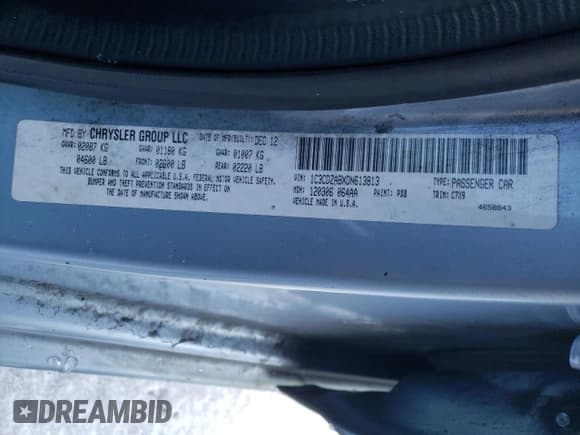 MFD BY CHRYSLER GROUP LLC DATE OF MFR(BUILT): DEC 12
GVWR: 02087 KG GAWR 01180 KG GAWR 01007 KG
04600 LB FRONT: 02600 LB REAR: 02220 LB
THIS VEHICLE CONFORMS TO ALL APPLICABLE U.S.A. FEDERAL MOTOR VEHICLE SAFETY,
BUMPER AND THEFT PREVENTION STANDARDS IN EFFECT ON
THE DATE OF MANUFACTURE SHOWN ABOVE.
VIN: 1C3CDZABXDN613813 TYPE: PASSENGER CAR
MDH: 120306 064AA PAINT: PDB TRIM: C7X9
VEHICLE MADE IN U.S.A. 4658843
DREAMBID